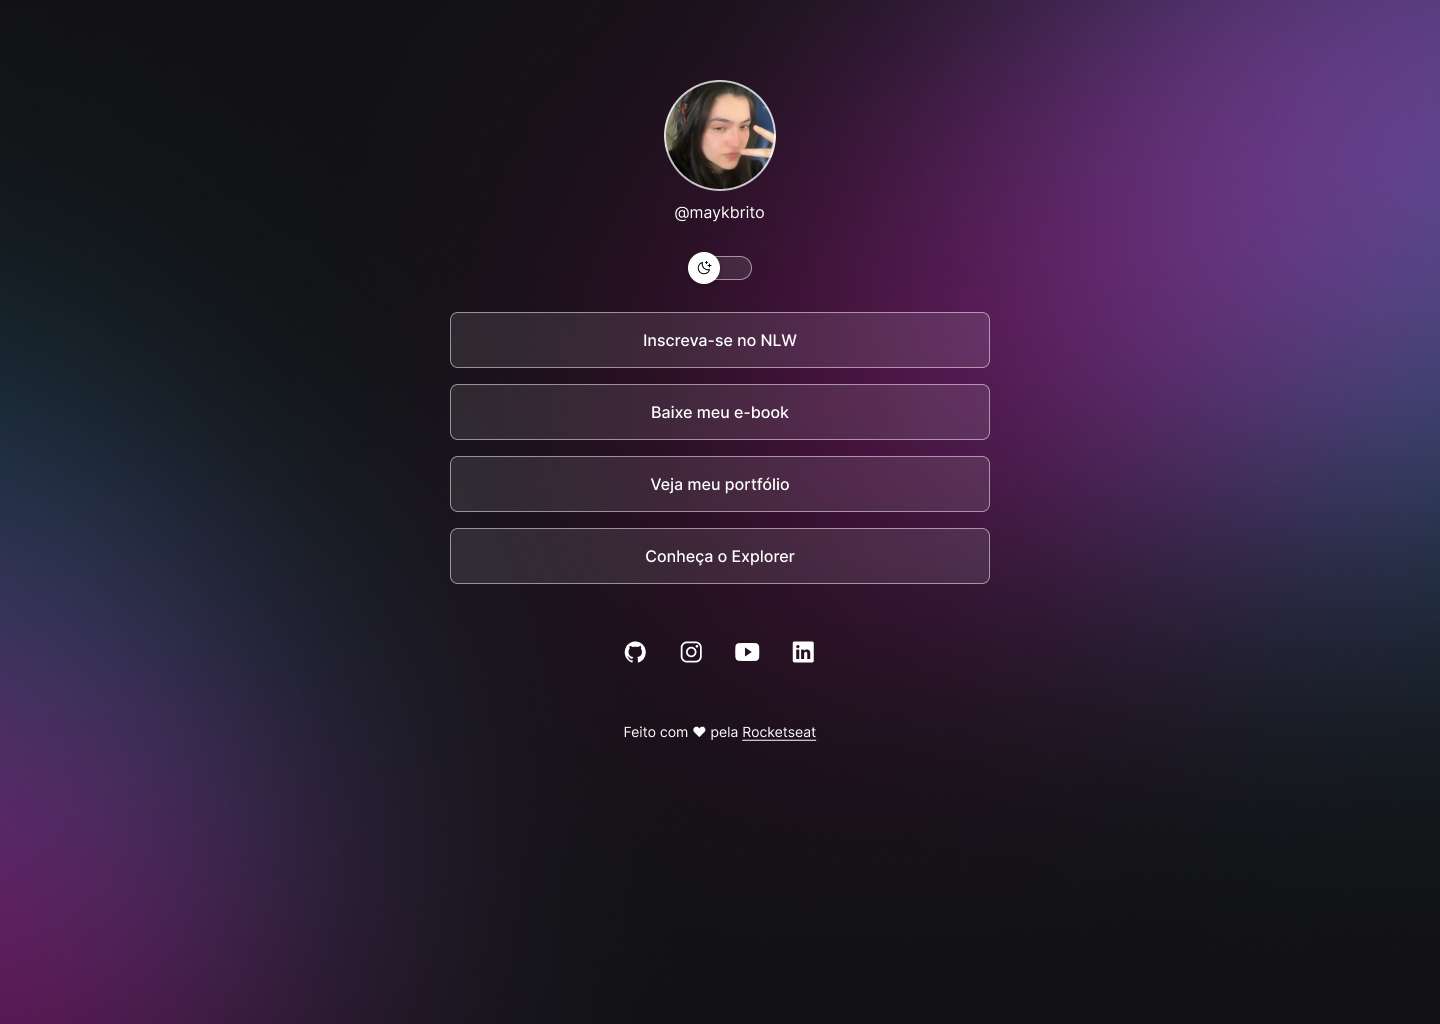 @maykbrito
Inscreva-se no NLW
Baixe meu e-book
Veja meu portfólio
Conheça o Explorer
Feito com ♥ pela Rocketseat